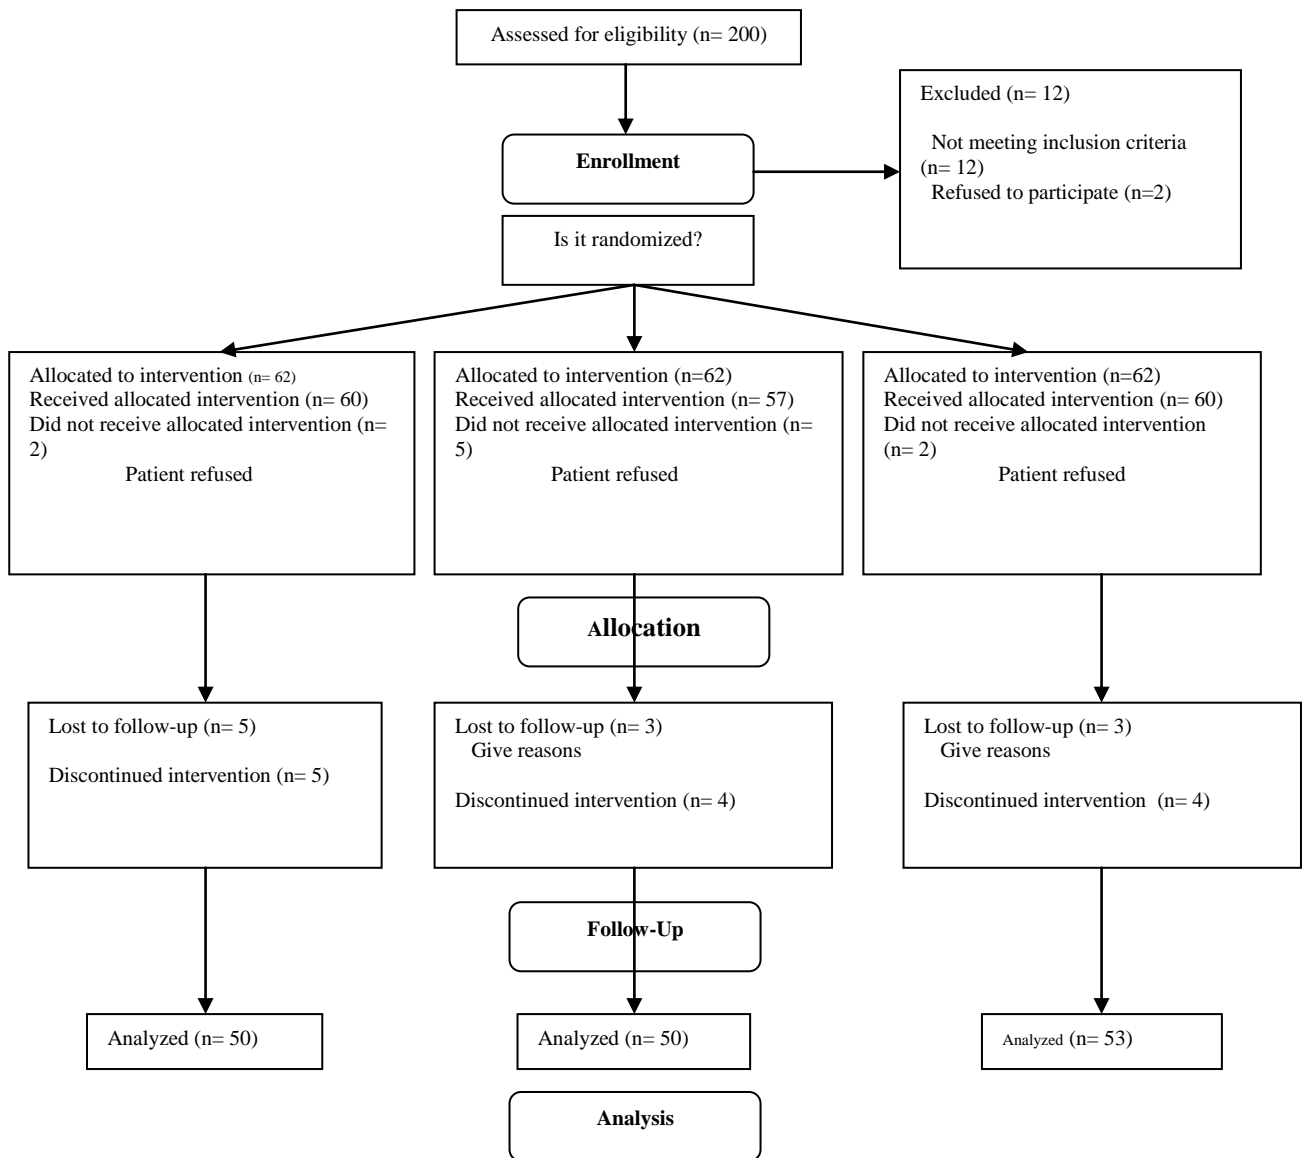 Assessed for eligibility (n= 200)
Excluded (n= 12)
Not meeting inclusion criteria
(n= 12)
Refused to participate (n=2)
Enrollment
Is it randomized?
Allocated to intervention (n= 62)
Received allocated intervention (n= 60)
Did not receive allocated intervention (n=
2)
Patient refused
Allocated to intervention (n=62)
Received allocated intervention (n= 57)
Did not receive allocated intervention (n=
5)
Patient refused
Allocated to intervention (n=62)
Received allocated intervention (n= 60)
Did not receive allocated intervention
(n= 2)
Patient refused
Allocation
Lost to follow-up (n= 5)
Discontinued intervention (n= 5)
Lost to follow-up (n= 3)
Give reasons
Discontinued intervention (n= 4)
Lost to follow-up (n= 3)
Give reasons
Discontinued intervention (n= 4)
Follow-Up
Analyzed (n= 50)
Analyzed (n= 50)
Analyzed (n= 53)
Analysis